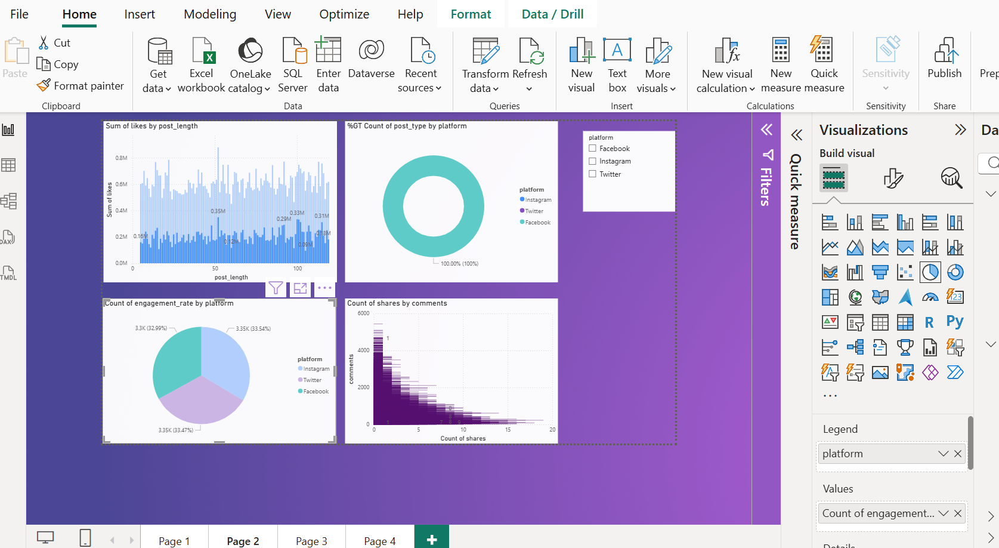 File Home Insert Modeling View Optimize Help Format Data / Drill
Paste
Cut
Copy
Format painter
Clipboard
Get data
Excel workbook
OneLake catalog
SQL Server
Enter data
Dataverse
Recent sources
Data
Transform data
Refresh
Queries
New visual
Text box
A
More visuals
Insert
New visual calculation
New measure
Quick measure
Calculations
Sensitivity
Sensitivity
Publish
Share
Prep
DAX
TMDL
Sum of likes by post_length
Sum of likes
0.8M
0.6M
0.4M
0.2M
0.0M
0.35M
0.33M
0.31M
0.29M
0.16M
0.12M
0.18M
0.09M
0 50 100
post_length
%GT Count of post_type by platform
100.00% (100%)
platform
Instagram
Twitter
Facebook
platform
Facebook
Instagram
Twitter
Count of engagement_rate by platform
3.3K (32.99%)
3.35K (33.54%)
3.35K (33.47%)
platform
Instagram
Twitter
Facebook
Count of shares by comments
comments
6000
4000
2000
0
1
1 7 8 9
0 5 10 15 20
Count of shares
Filters
Quick measure
Visualizations
Build visual
123
R
Py
...
Legend
platform
Values
Count of engagement...
Details
Da
Page 1
Page 2
Page 3
Page 4
+